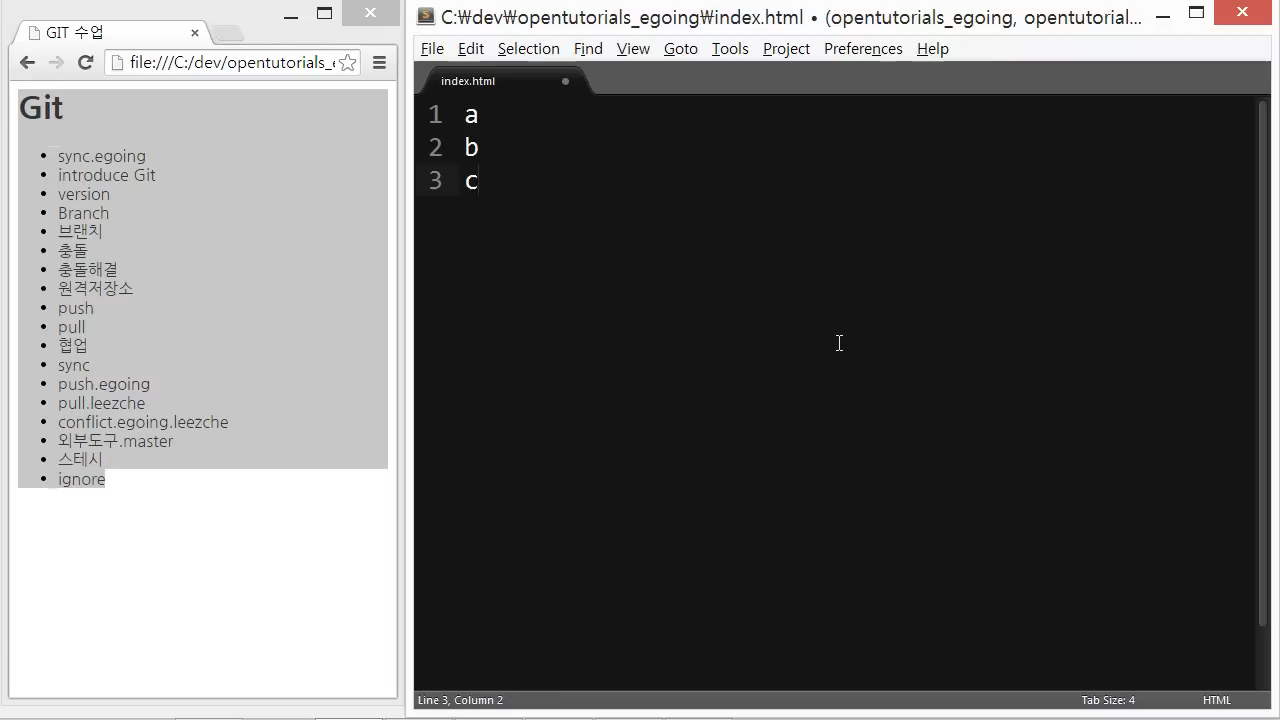 GIT 수업
file:///C:/dev/opentutorials_e
Git
sync.egoing
introduce Git
version
Branch
브랜치
충돌
충돌해결
원격저장소
push
pull
협업
sync
push.egoing
pull.leezche
conflict.egoing.leezche
외부도구.master
스테시
ignore
C:₩dev₩opentutorials_egoing₩index.html • (opentutorials_egoing, opentutorial...
File Edit Selection Find View Goto Tools Project Preferences Help
index.html
1 a
2 b
3 c
Line 3, Column 2
Tab Size: 4
HTML